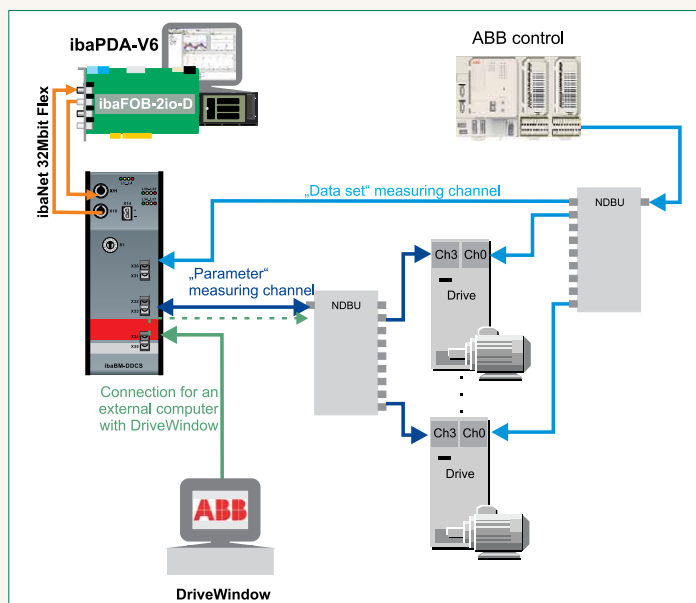 ibaPDA-V6
ABB control
ibaFOB-2io-D
ibaNet 32Mbit Flex
„Data set“ measuring channel
NDBU
„Parameter“
measuring channel
Ch3 Ch0
Drive
NDBU
ibaBM-DDCS
Connection for an
external computer
with DriveWindow
Ch3 Ch0
Drive
ABB
DriveWindow